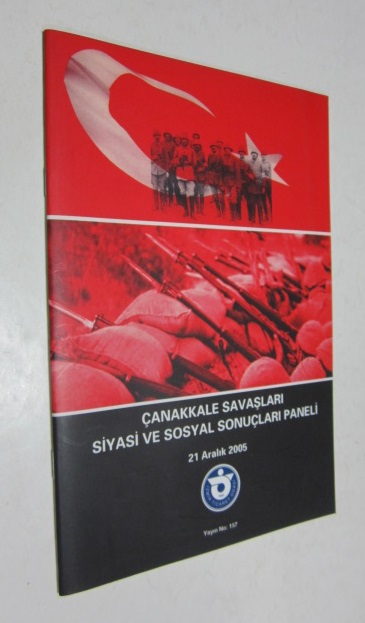 ÇANAKKALE SAVAŞLARI
SİYASİ VE SOSYAL SONUÇLARI PANELİ
21 Aralık 2005
Yayın No: 157